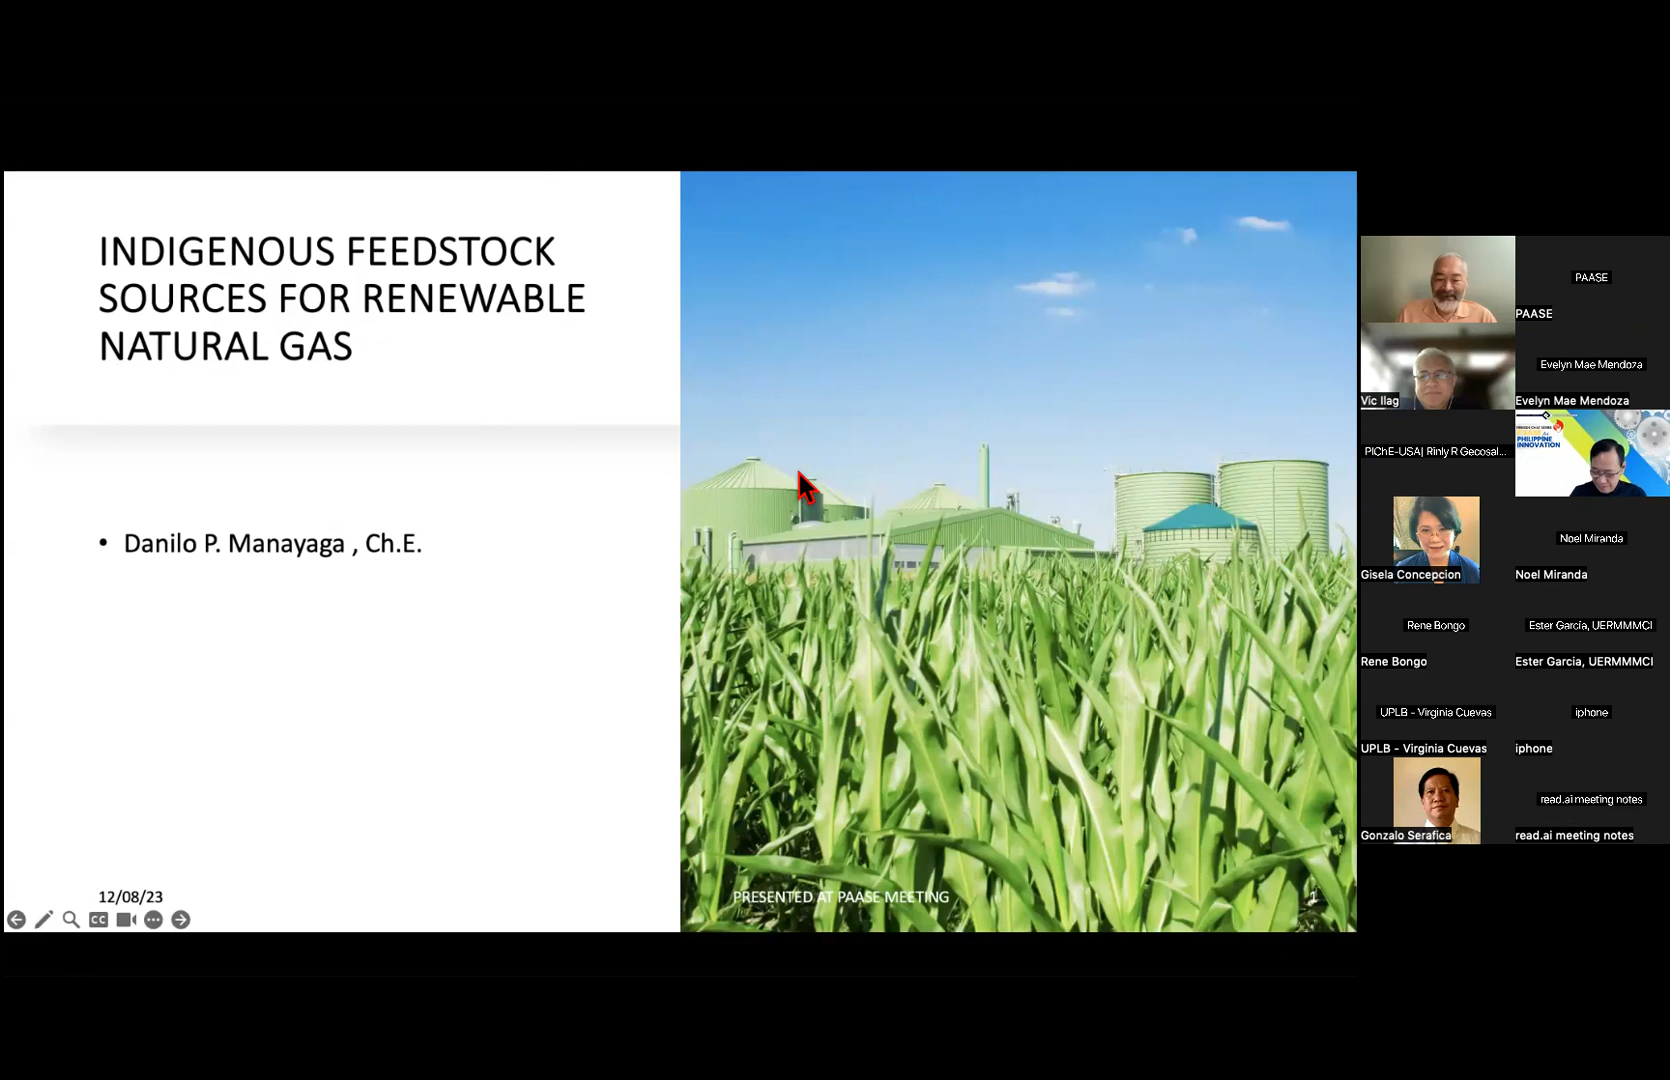 INDIGENOUS FEEDSTOCK
SOURCES FOR RENEWABLE
NATURAL GAS
• Danilo P. Manayaga , Ch.E.
12/08/23
PRESENTED AT PAASE MEETING
1
CC
PAASE
PAASE
Vic Ilag
Evelyn Mae Mendoza
Evelyn Mae Mendoza
PIChE-USA| Rinly R Gecosal...
PHILIPPINE
INNOVATION
Gisela Concepcion
Noel Miranda
Noel Miranda
Rene Bongo
Rene Bongo
Ester Garcia, UERMMMCI
Ester Garcia, UERMMMCI
UPLB - Virginia Cuevas
UPLB - Virginia Cuevas
iphone
iphone
Gonzalo Serafica
read.ai meeting notes
read.ai meeting notes